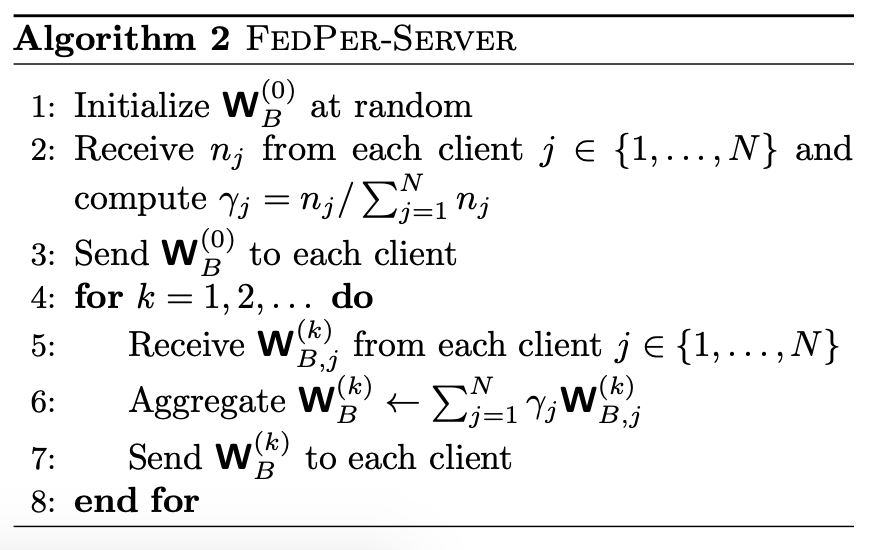 Algorithm 2 FEDPER-SERVER
1: Initialize $\mathbf{W}_B^{(0)}$ at random
2: Receive $n_j$ from each client $j \in \{1, \ldots, N\}$ and
compute $\gamma_j = n_j / \sum_{j=1}^{N} n_j$
3: Send $\mathbf{W}_B^{(0)}$ to each client
4: for $k = 1, 2, \ldots$ do
5: Receive $\mathbf{W}_{B,j}^{(k)}$ from each client $j \in \{1, \ldots, N\}$
6: Aggregate $\mathbf{W}_B^{(k)} \leftarrow \sum_{j=1}^{N} \gamma_j \mathbf{W}_{B,j}^{(k)}$
7: Send $\mathbf{W}_B^{(k)}$ to each client
8: end for